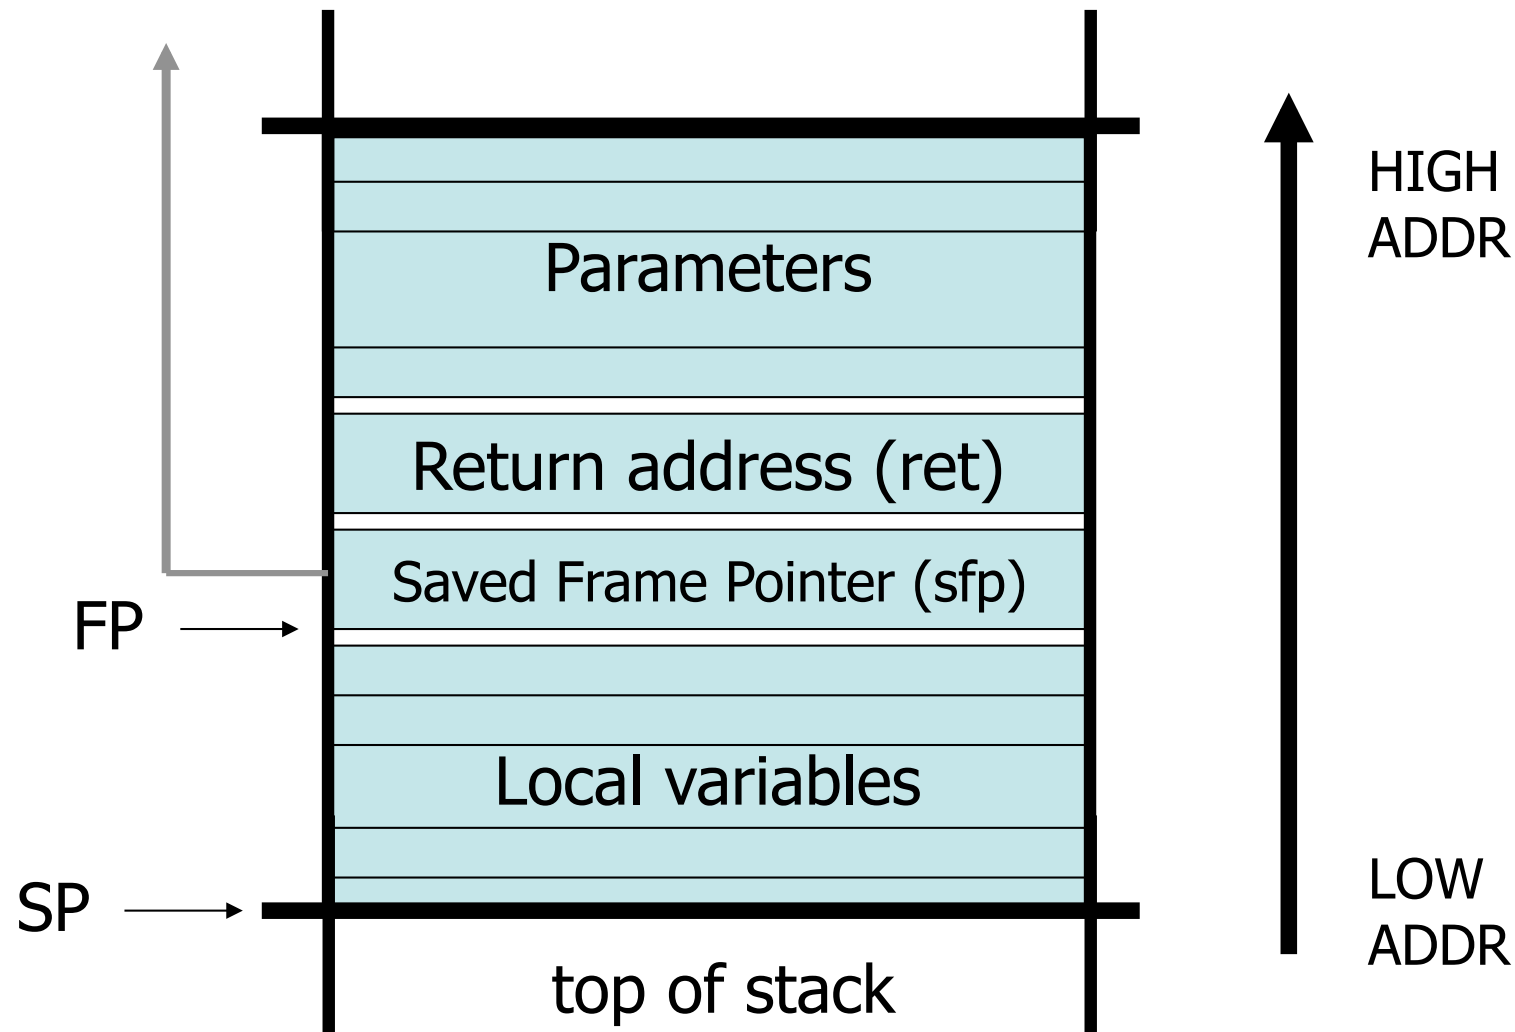 HIGH
ADDR
Parameters
Return address (ret)
Saved Frame Pointer (sfp)
FP
Local variables
SP
LOW
ADDR
top of stack